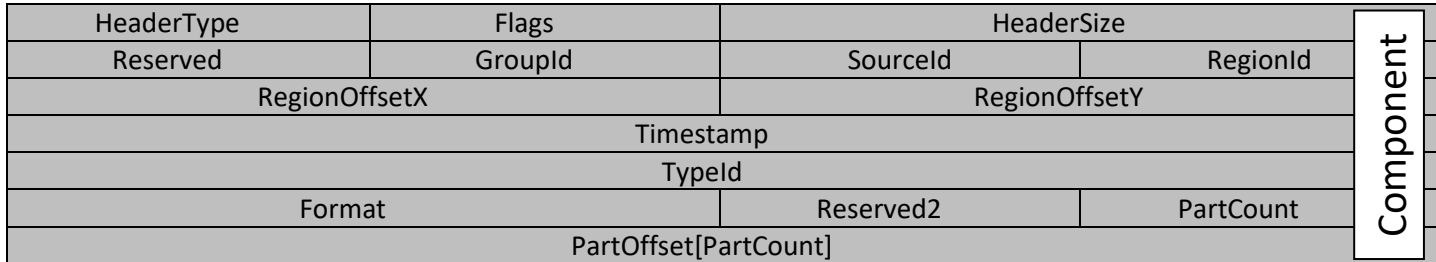 HeaderType Flags HeaderSize
Reserved GroupId SourceId RegionId
RegionOffsetX RegionOffsetY
Timestamp
TypeId
Format Reserved2 PartCount
PartOffset[PartCount]
Component